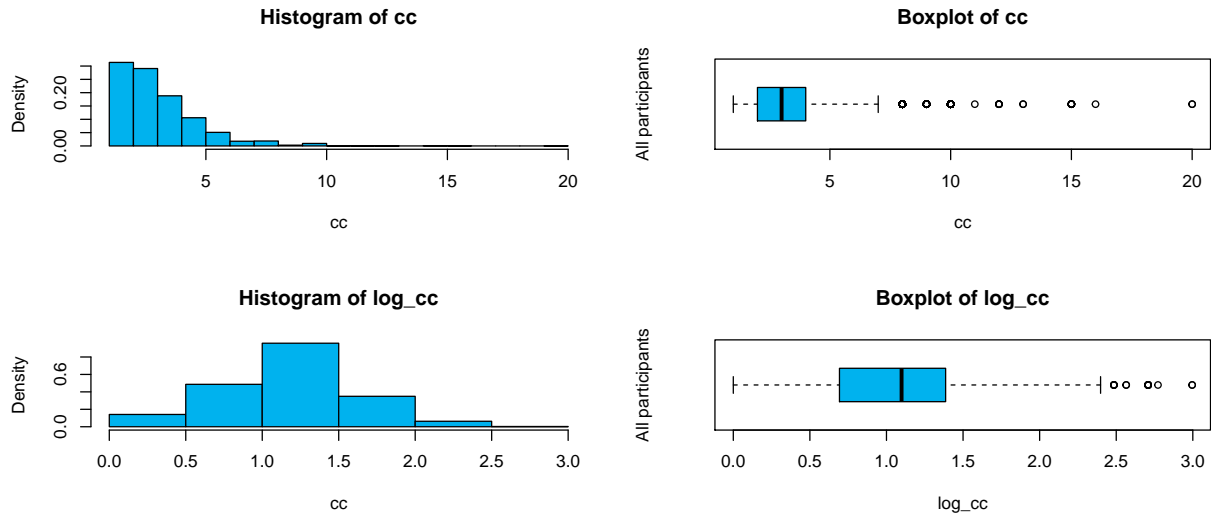 Histogram of cc
Density
0.00 0.20
5 10 15 20
cc
Boxplot of cc
All participants
5 10 15 20
cc
Histogram of log_cc
Density
0.0 0.6
0.0 0.5 1.0 1.5 2.0 2.5 3.0
cc
Boxplot of log_cc
All participants
0.0 0.5 1.0 1.5 2.0 2.5 3.0
log_cc